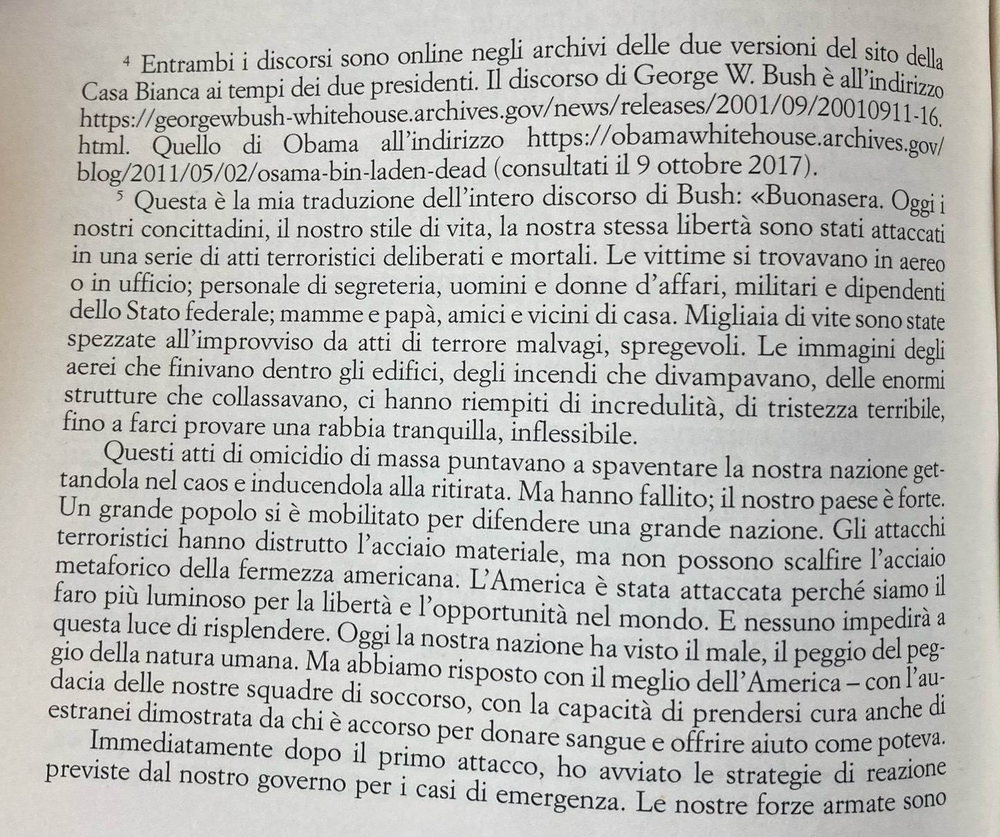 ⁴ Entrambi i discorsi sono online negli archivi delle due versioni del sito della
Casa Bianca ai tempi dei due presidenti. Il discorso di George W. Bush è all’indirizzo
https://georgewbush-whitehouse.archives.gov/news/releases/2001/09/20010911-16.
html. Quello di Obama all’indirizzo https://obamawhitehouse.archives.gov/
blog/2011/05/02/osama-bin-laden-dead (consultati il 9 ottobre 2017).
⁵ Questa è la mia traduzione dell’intero discorso di Bush: «Buonasera. Oggi i
nostri concittadini, il nostro stile di vita, la nostra stessa libertà sono stati attaccati
in una serie di atti terroristici deliberati e mortali. Le vittime si trovavano in aereo
o in ufficio; personale di segreteria, uomini e donne d’affari, militari e dipendenti
dello Stato federale; mamme e papà, amici e vicini di casa. Migliaia di vite sono state
spezzate all’improvviso da atti di terrore malvagi, spregevoli. Le immagini degli
aerei che finivano dentro gli edifici, degli incendi che divampavano, delle enormi
strutture che collassavano, ci hanno riempiti di incredulità, di tristezza terribile,
fino a farci provare una rabbia tranquilla, inflessibile.
Questi atti di omicidio di massa puntavano a spaventare la nostra nazione get-
tandola nel caos e inducendola alla ritirata. Ma hanno fallito; il nostro paese è forte.
Un grande popolo si è mobilitato per difendere una grande nazione. Gli attacchi
terroristici hanno distrutto l’acciaio materiale, ma non possono scalfire l’acciaio
metaforico della fermezza americana. L’America è stata attaccata perché siamo il
faro più luminoso per la libertà e l’opportunità nel mondo. E nessuno impedirà a
questa luce di risplendere. Oggi la nostra nazione ha visto il male, il peggio del peg-
gio della natura umana. Ma abbiamo risposto con il meglio dell’America – con l’au-
dacia delle nostre squadre di soccorso, con la capacità di prendersi cura anche di
estranei dimostrata da chi è accorso per donare sangue e offrire aiuto come poteva.
Immediatamente dopo il primo attacco, ho avviato le strategie di reazione
previste dal nostro governo per i casi di emergenza. Le nostre forze armate sono